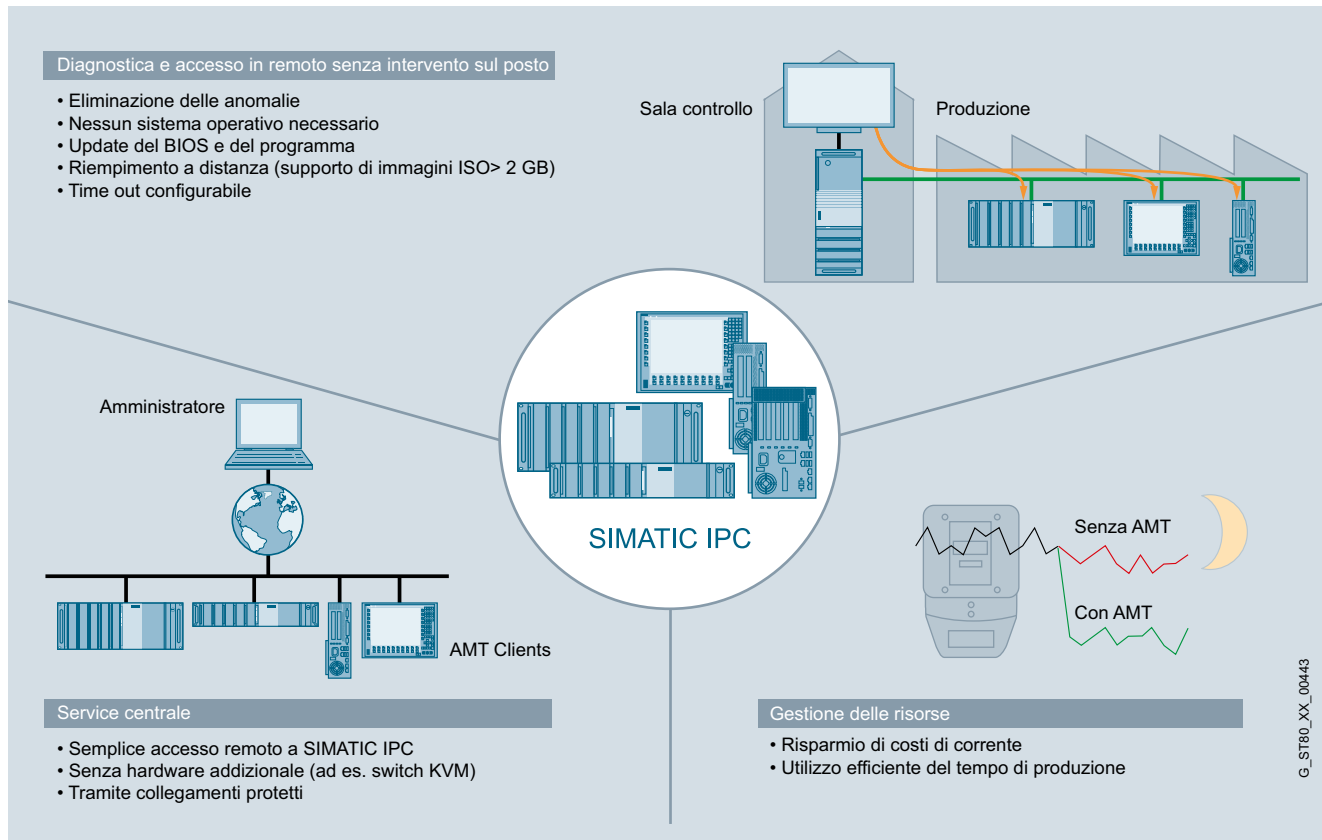 Diagnostica e accesso in remoto senza intervento sul posto
• Eliminazione delle anomalie
• Nessun sistema operativo necessario
• Update del BIOS e del programma
• Riempimento a distanza (supporto di immagini ISO> 2 GB)
• Time out configurabile
Sala controllo
Produzione
Amministratore
AMT Clients
SIMATIC IPC
Senza AMT
Con AMT
Service centrale
• Semplice accesso remoto a SIMATIC IPC
• Senza hardware addizionale (ad es. switch KVM)
• Tramite collegamenti protetti
Gestione delle risorse
• Risparmio di costi di corrente
• Utilizzo efficiente del tempo di produzione
G_ST80_XX_00443